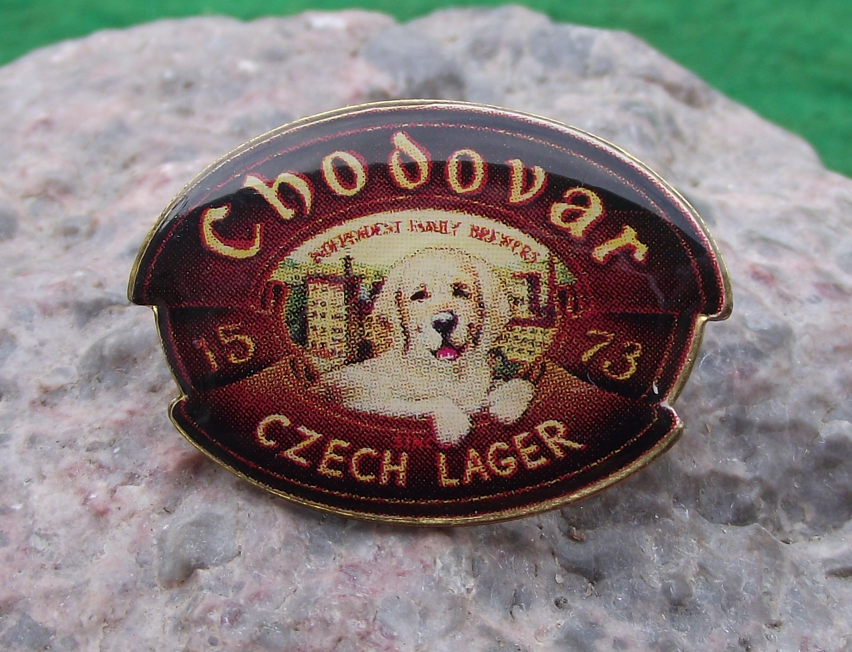 Chodovar
INDEPENDENT FAMILY BREWERS
15 73
CZECH LAGER